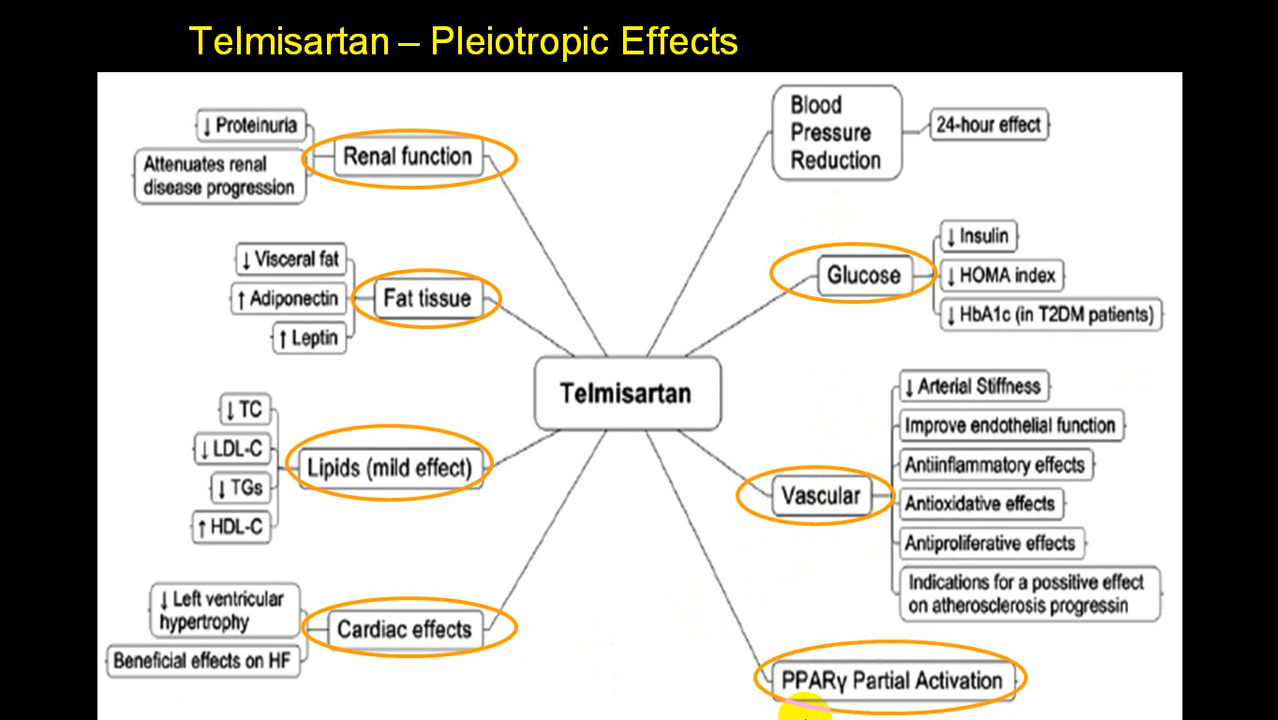 Telmisartan – Pleiotropic Effects
↓ Proteinuria
Attenuates renal
disease progression
Renal function
↓ Visceral fat
↑ Adiponectin
↑ Leptin
Fat tissue
↓ TC
↓ LDL-C
↓ TGs
↑ HDL-C
Lipids (mild effect)
↓ Left ventricular
hypertrophy
Beneficial effects on HF
Cardiac effects
Telmisartan
Blood
Pressure
Reduction
24-hour effect
Glucose
↓ Insulin
↓ HOMA index
↓ HbA1c (in T2DM patients)
Vascular
↓ Arterial Stiffness
Improve endothelial function
Antiinflammatory effects
Antioxidative effects
Antiproliferative effects
Indications for a possitive effect
on atherosclerosis progressin
PPARγ Partial Activation